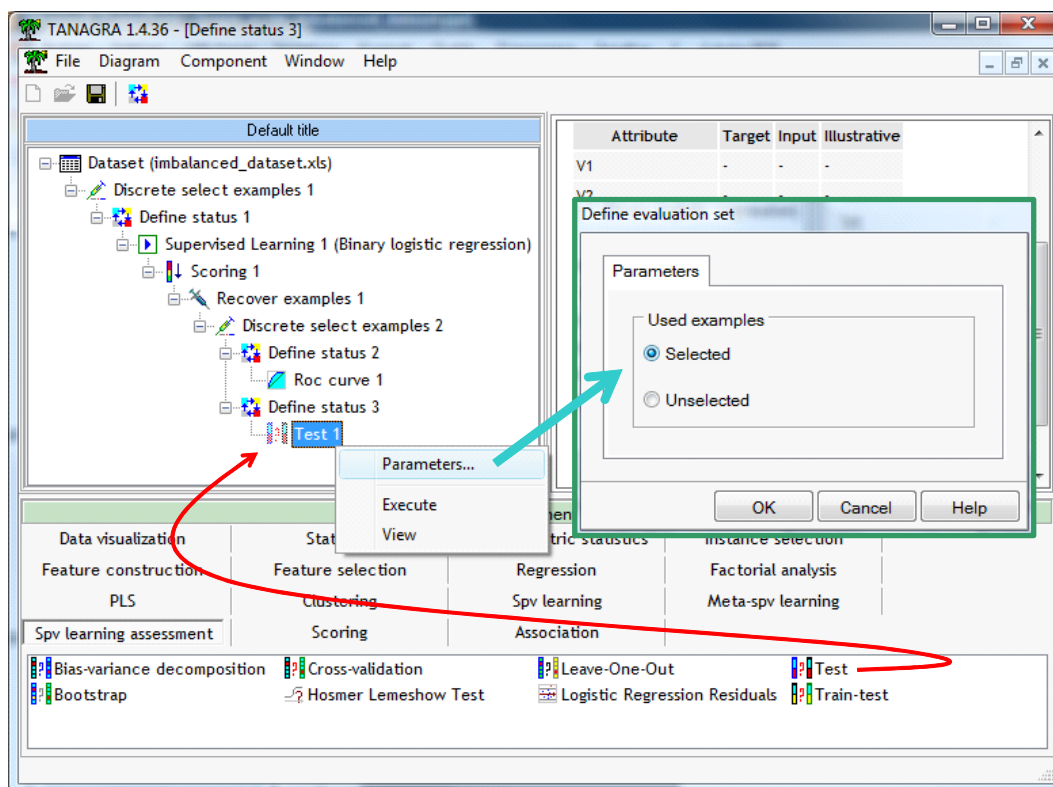 TANAGRA 1.4.36 - [Define status 3]
File Diagram Component Window Help
Default title
Dataset (imbalanced_dataset.xls)
Discrete select examples 1
Define status 1
Supervised Learning 1 (Binary logistic regression)
Scoring 1
Recover examples 1
Discrete select examples 2
Define status 2
Roc curve 1
Define status 3
Test 1
Attribute Target Input Illustrative
V1 - - -
Define evaluation set
Parameters
Used examples
Selected
Unselected
OK Cancel Help
Parameters...
Execute
View
Data visualization
Feature construction Feature selection Regression Factorial analysis
PLS Clustering Spv learning Meta-spv learning
Spv learning assessment Scoring Association
Bias-variance decomposition Cross-validation Leave-One-Out Test
Bootstrap Hosmer Lemeshow Test Logistic Regression Residuals Train-test